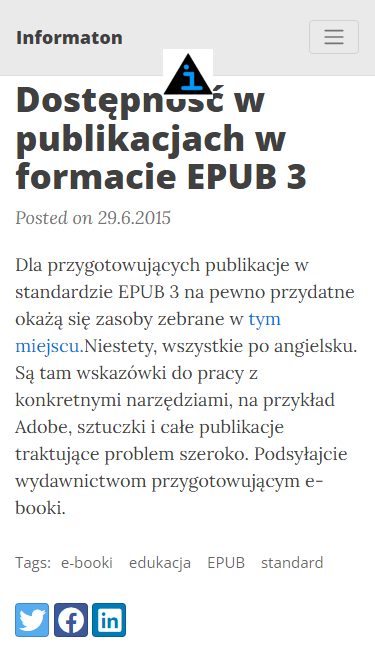 Informaton
Dostępność w
publikacjach w
formacie EPUB 3
Posted on 29.6.2015
Dla przygotowujących publikacje w
standardzie EPUB 3 na pewno przydatne
okażą się zasoby zebrane w tym
miejscu.Niestety, wszystkie po angielsku.
Są tam wskazówki do pracy z
konkretnymi narzędziami, na przykład
Adobe, sztuczki i całe publikacje
traktujące problem szeroko. Podsyłajcie
wydawnictwom przygotowującym e-
booki.
Tags: e-booki edukacja EPUB standard